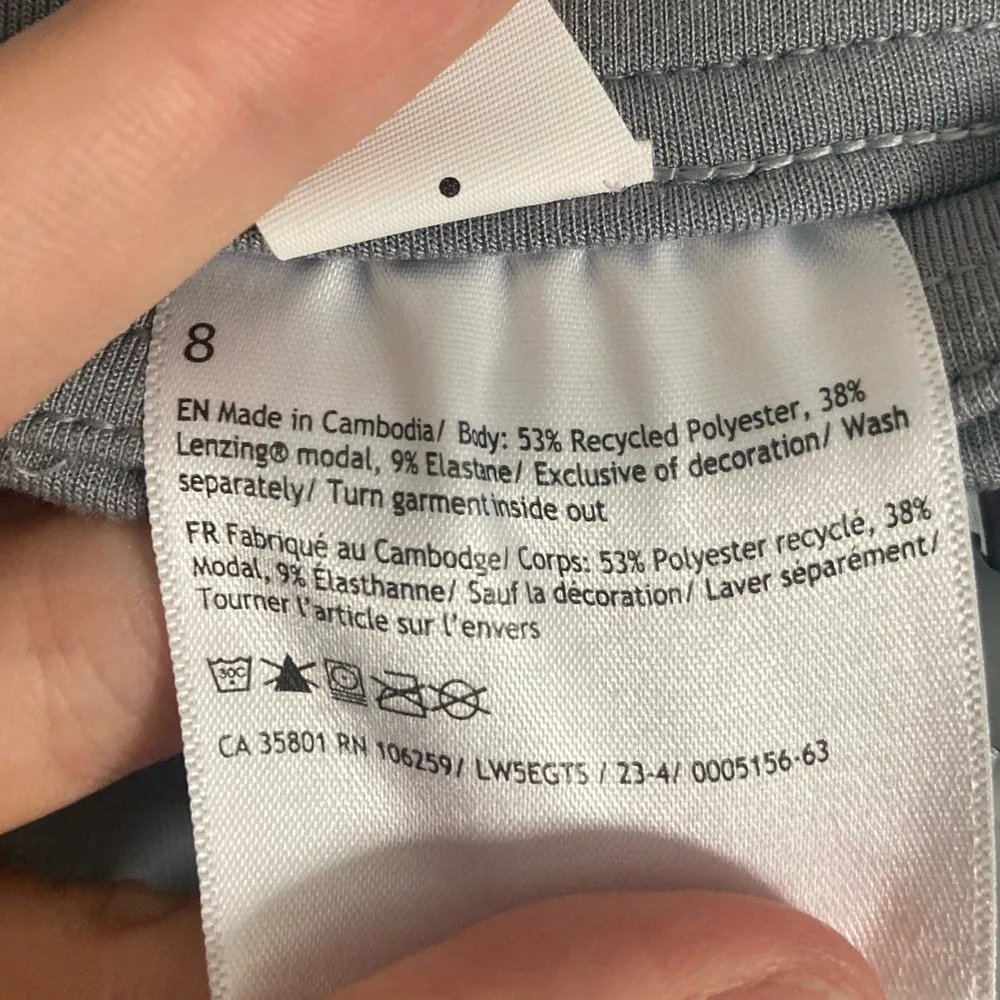 8
EN Made in Cambodia/ Body: 53% Recycled Polyester, 38%
Lenzing® modal, 9% Elastane/ Exclusive of decoration/ Wash
separately/ Turn garment inside out
FR Fabriqué au Cambodge/ Corps: 53% Polyester recyclé, 38%
Modal, 9% Élasthanne/ Sauf la décoration/ Laver séparément/
Tourner l'article sur l'envers
30C
CA 35801 RN 106259/ LW5EGTS / 23-4/ 0005156-63